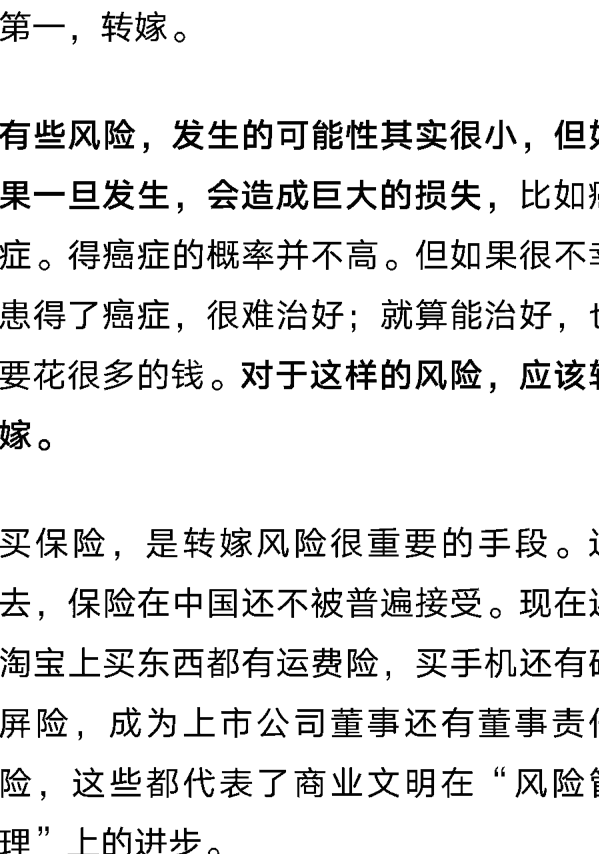 第一，转嫁。
有些风险，发生的可能性其实很小，但
果一旦发生，会造成巨大的损失，比如
症。得癌症的概率并不高。但如果很不
患得了癌症，很难治好；就算能治好，
要花很多的钱。对于这样的风险，应该
嫁。
买保险，是转嫁风险很重要的手段。
去，保险在中国还不被普遍接受。现在
淘宝上买东西都有运费险，买手机还有
屏险，成为上市公司董事还有董事责
险，这些都代表了商业文明在“风险
理”上的进步。